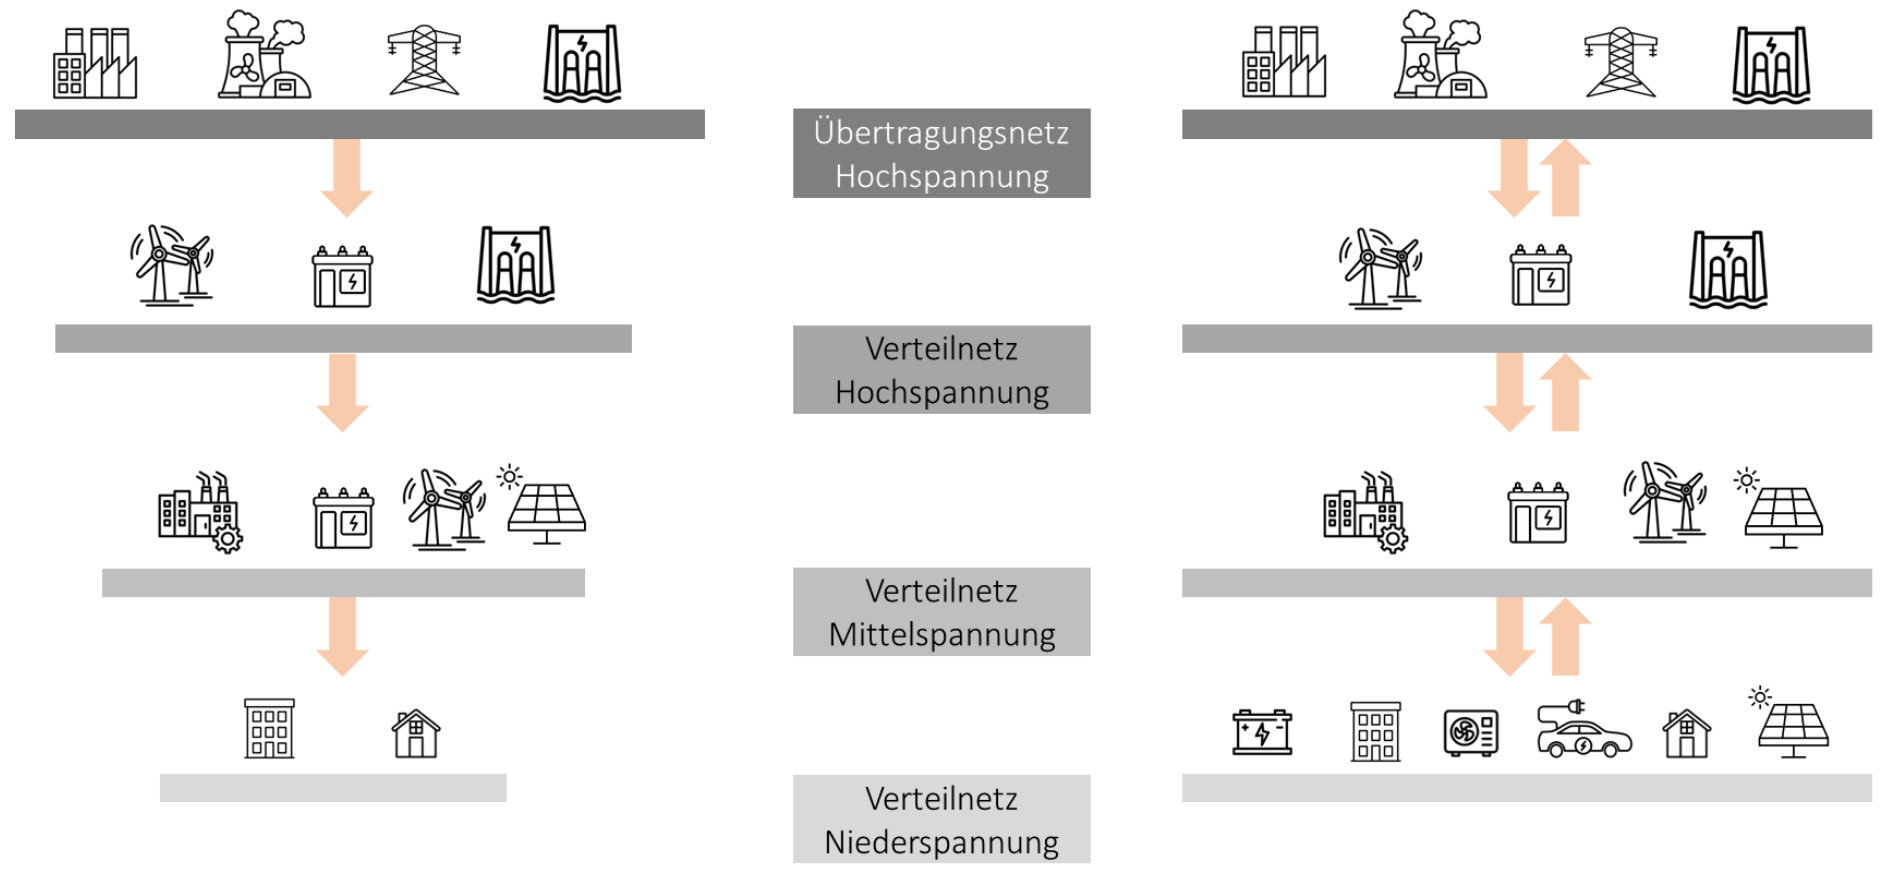 Übertragungsnetz
Hochspannung
Verteilnetz
Hochspannung
Verteilnetz
Mittelspannung
Verteilnetz
Niederspannung